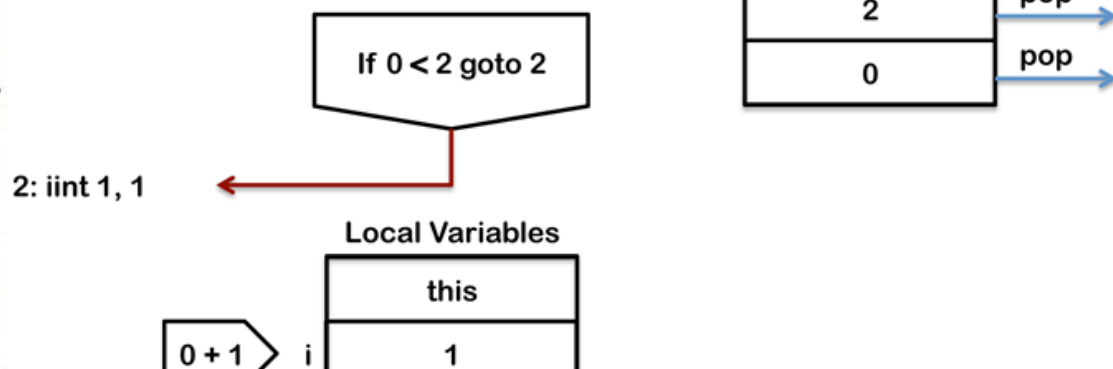 pop
2
If 0 < 2 goto 2
pop
0
2: iint 1, 1
Local Variables
this
0 + 1
i
1